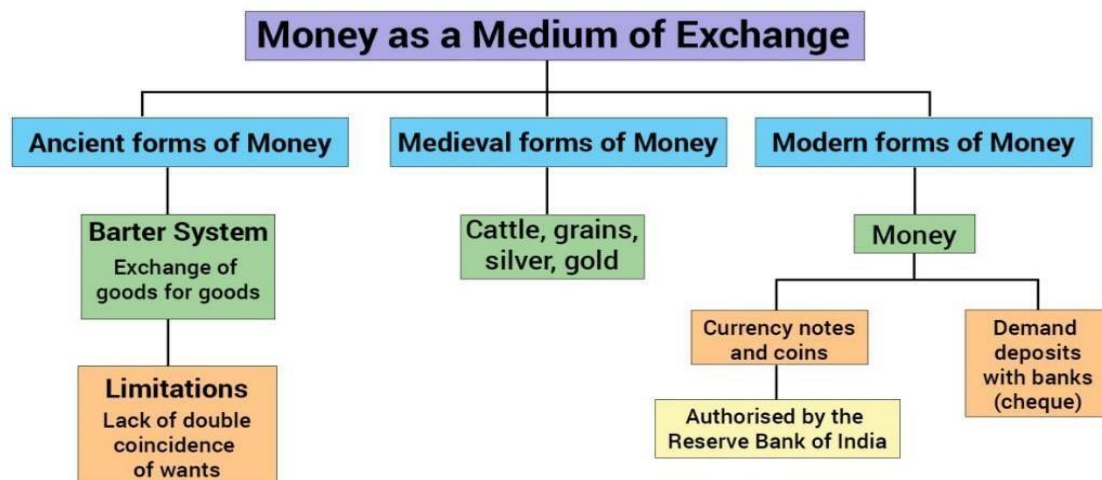 Money as a Medium of Exchange
Ancient forms of Money
Medieval forms of Money
Modern forms of Money
Barter System
Exchange of
goods for goods
Cattle, grains,
silver, gold
Money
Limitations
Lack of double
coincidence
of wants
Currency notes
and coins
Demand
deposits
with banks
(cheque)
Authorised by the
Reserve Bank of India